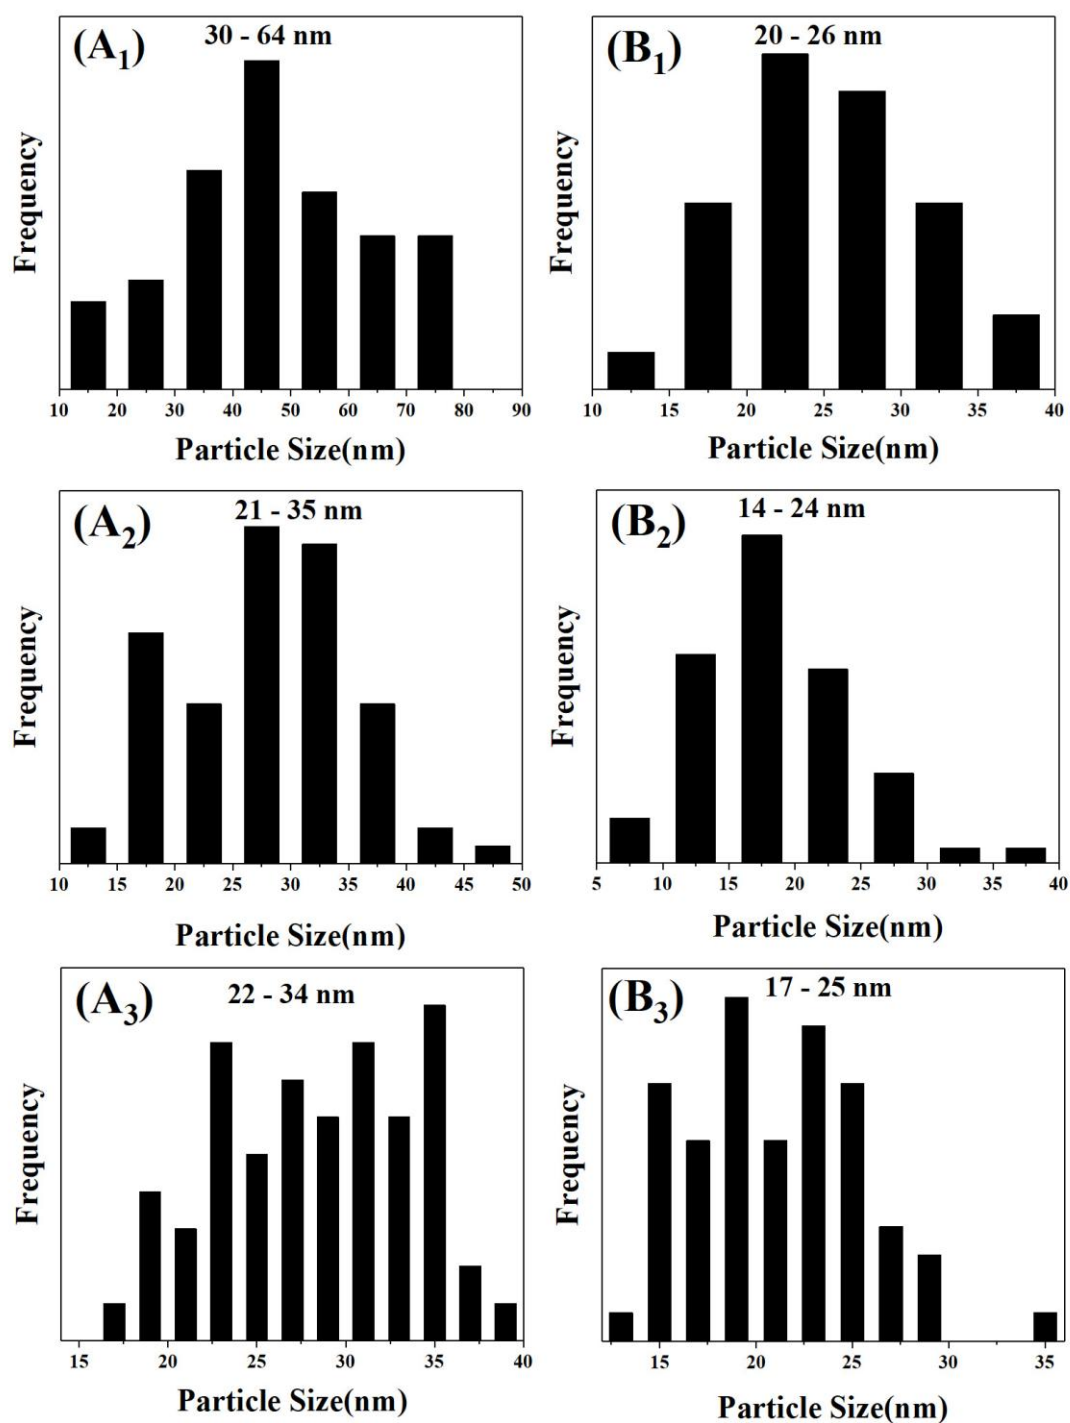 (A₁) 30 - 64 nm
Frequency
10 20 30 40 50 60 70 80 90
Particle Size(nm)
(B₁) 20 - 26 nm
Frequency
10 15 20 25 30 35 40
Particle Size(nm)
(A₂) 21 - 35 nm
Frequency
10 15 20 25 30 35 40 45 50
Particle Size(nm)
(B₂) 14 - 24 nm
Frequency
5 10 15 20 25 30 35 40
Particle Size(nm)
(A₃) 22 - 34 nm
Frequency
15 20 25 30 35 40
Particle Size(nm)
(B₃) 17 - 25 nm
Frequency
15 20 25 35
Particle Size(nm)